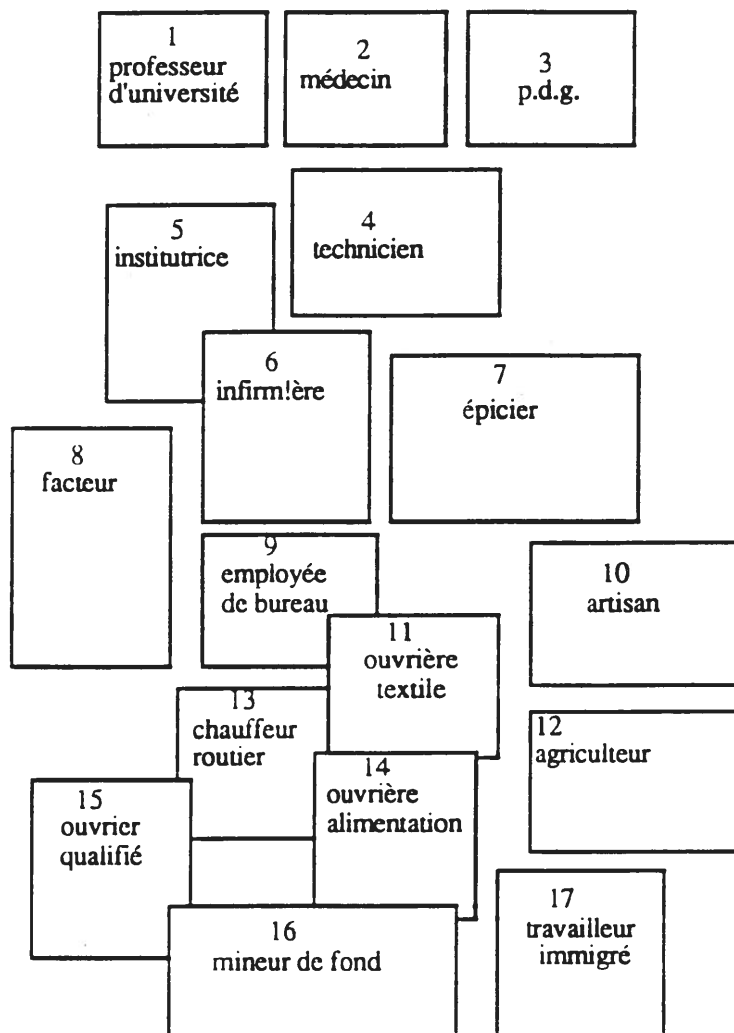 1
professeur
d'université
2
médecin
3
p.d.g.
4
technicien
5
institutrice
6
infirm!ère
7
épicier
8
facteur
9
employée
de bureau
10
artisan
11
ouvrière
textile
12
agriculteur
13
chauffeur
routier
14
ouvrière
alimentation
15
ouvrier
qualifié
16
mineur de fond
17
travailleur
immigré